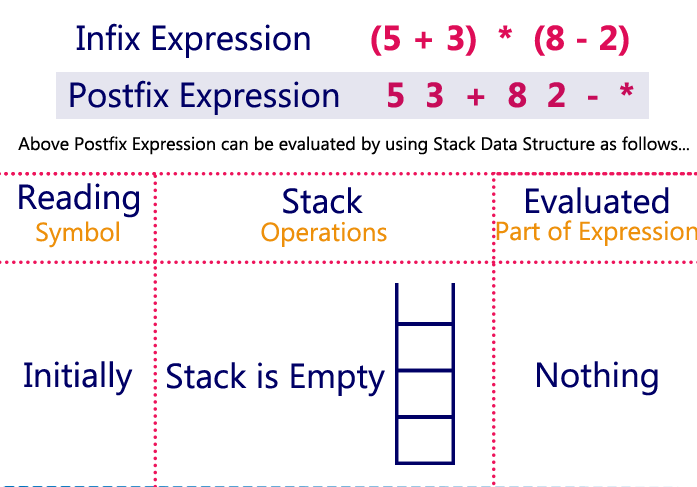 Infix Expression (5 + 3) * (8 - 2)
Postfix Expression 5 3 + 8 2 - *
Above Postfix Expression can be evaluated by using Stack Data Structure as follows...
Reading Stack Evaluated
Symbol Operations Part of Expression
Initially Stack is Empty Nothing